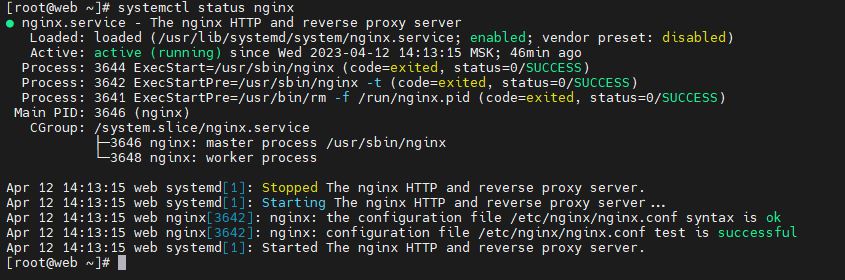 [root@web ~]# systemctl status nginx
● nginx.service - The nginx HTTP and reverse proxy server
   Loaded: loaded (/usr/lib/systemd/system/nginx.service; enabled; vendor preset: disabled)
   Active: active (running) since Wed 2023-04-12 14:13:15 MSK; 46min ago
  Process: 3644 ExecStart=/usr/sbin/nginx (code=exited, status=0/SUCCESS)
  Process: 3642 ExecStartPre=/usr/sbin/nginx -t (code=exited, status=0/SUCCESS)
  Process: 3641 ExecStartPre=/usr/bin/rm -f /run/nginx.pid (code=exited, status=0/SUCCESS)
 Main PID: 3646 (nginx)
   CGroup: /system.slice/nginx.service
           ├─3646 nginx: master process /usr/sbin/nginx
           └─3648 nginx: worker process

Apr 12 14:13:15 web systemd[1]: Stopped The nginx HTTP and reverse proxy server.
Apr 12 14:13:15 web systemd[1]: Starting The nginx HTTP and reverse proxy server...
Apr 12 14:13:15 web nginx[3642]: nginx: the configuration file /etc/nginx/nginx.conf syntax is ok
Apr 12 14:13:15 web nginx[3642]: nginx: configuration file /etc/nginx/nginx.conf test is successful
Apr 12 14:13:15 web systemd[1]: Started The nginx HTTP and reverse proxy server.
[root@web ~]#